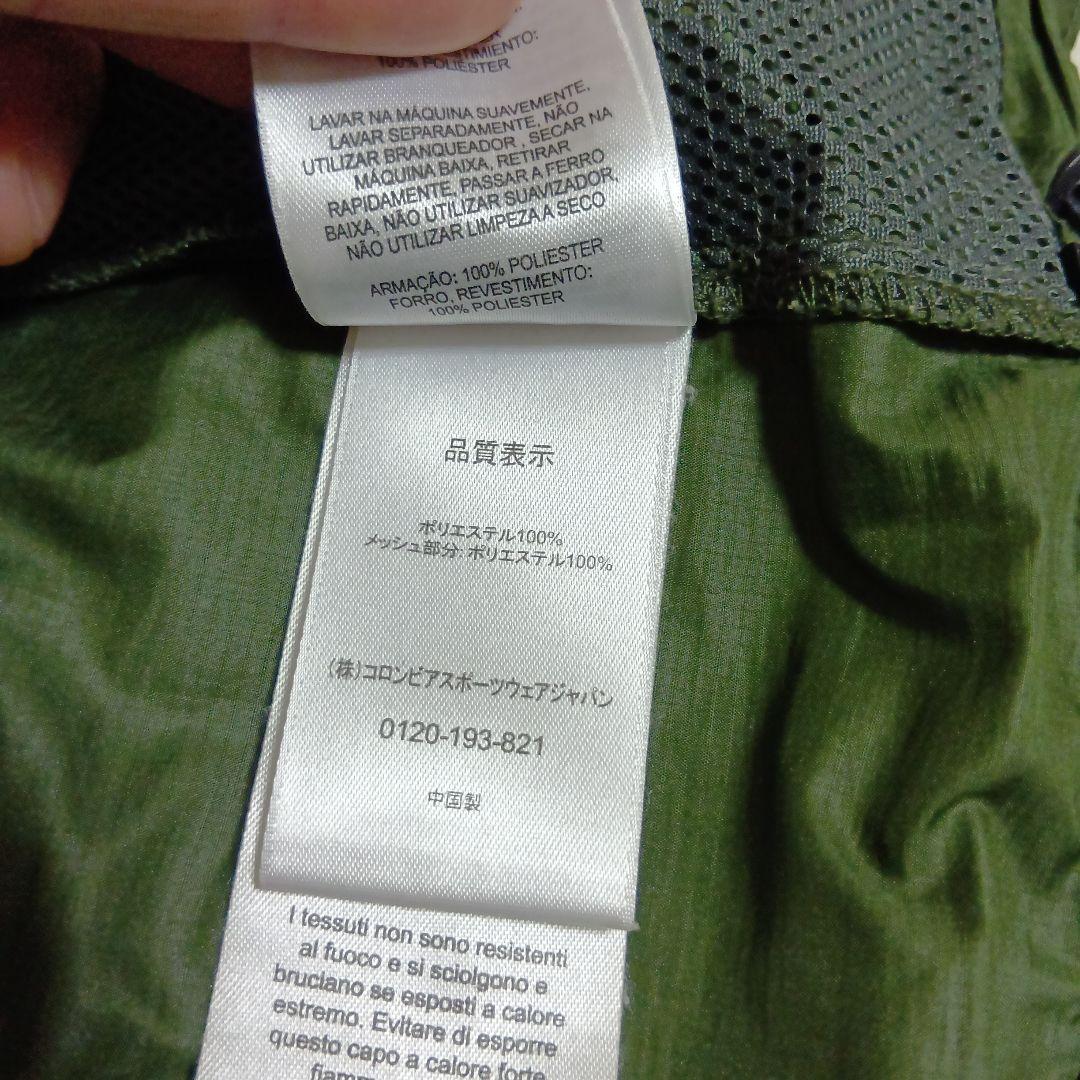 100% POLIÉSTER
LAVAR NA MÁQUINA SUAVEMENTE,
LAVAR SEPARADAMENTE, NÃO
UTILIZAR BRANQUEADOR , SECAR NA
MÁQUINA BAIXA, RETIRAR
RAPIDAMENTE, PASSAR A FERRO
BAIXA, NÃO UTILIZAR SUAVIZADOR,
NÃO UTILIZAR LIMPEZA A SECO
ARMAÇÃO: 100% POLIESTER
FORRO, REVESTIMENTO:
100% POLIESTER
品質表示
ポリエステル100%
メッシュ部分: ポリエステル100%
(株)コロンビアスポーツウェアジャパン
0120-193-821
中国製
I tessuti non sono resistenti
al fuoco e si sciolgono e
bruciano se esposti a calore
estremo. Evitare di esporre
questo capo a calore forte,